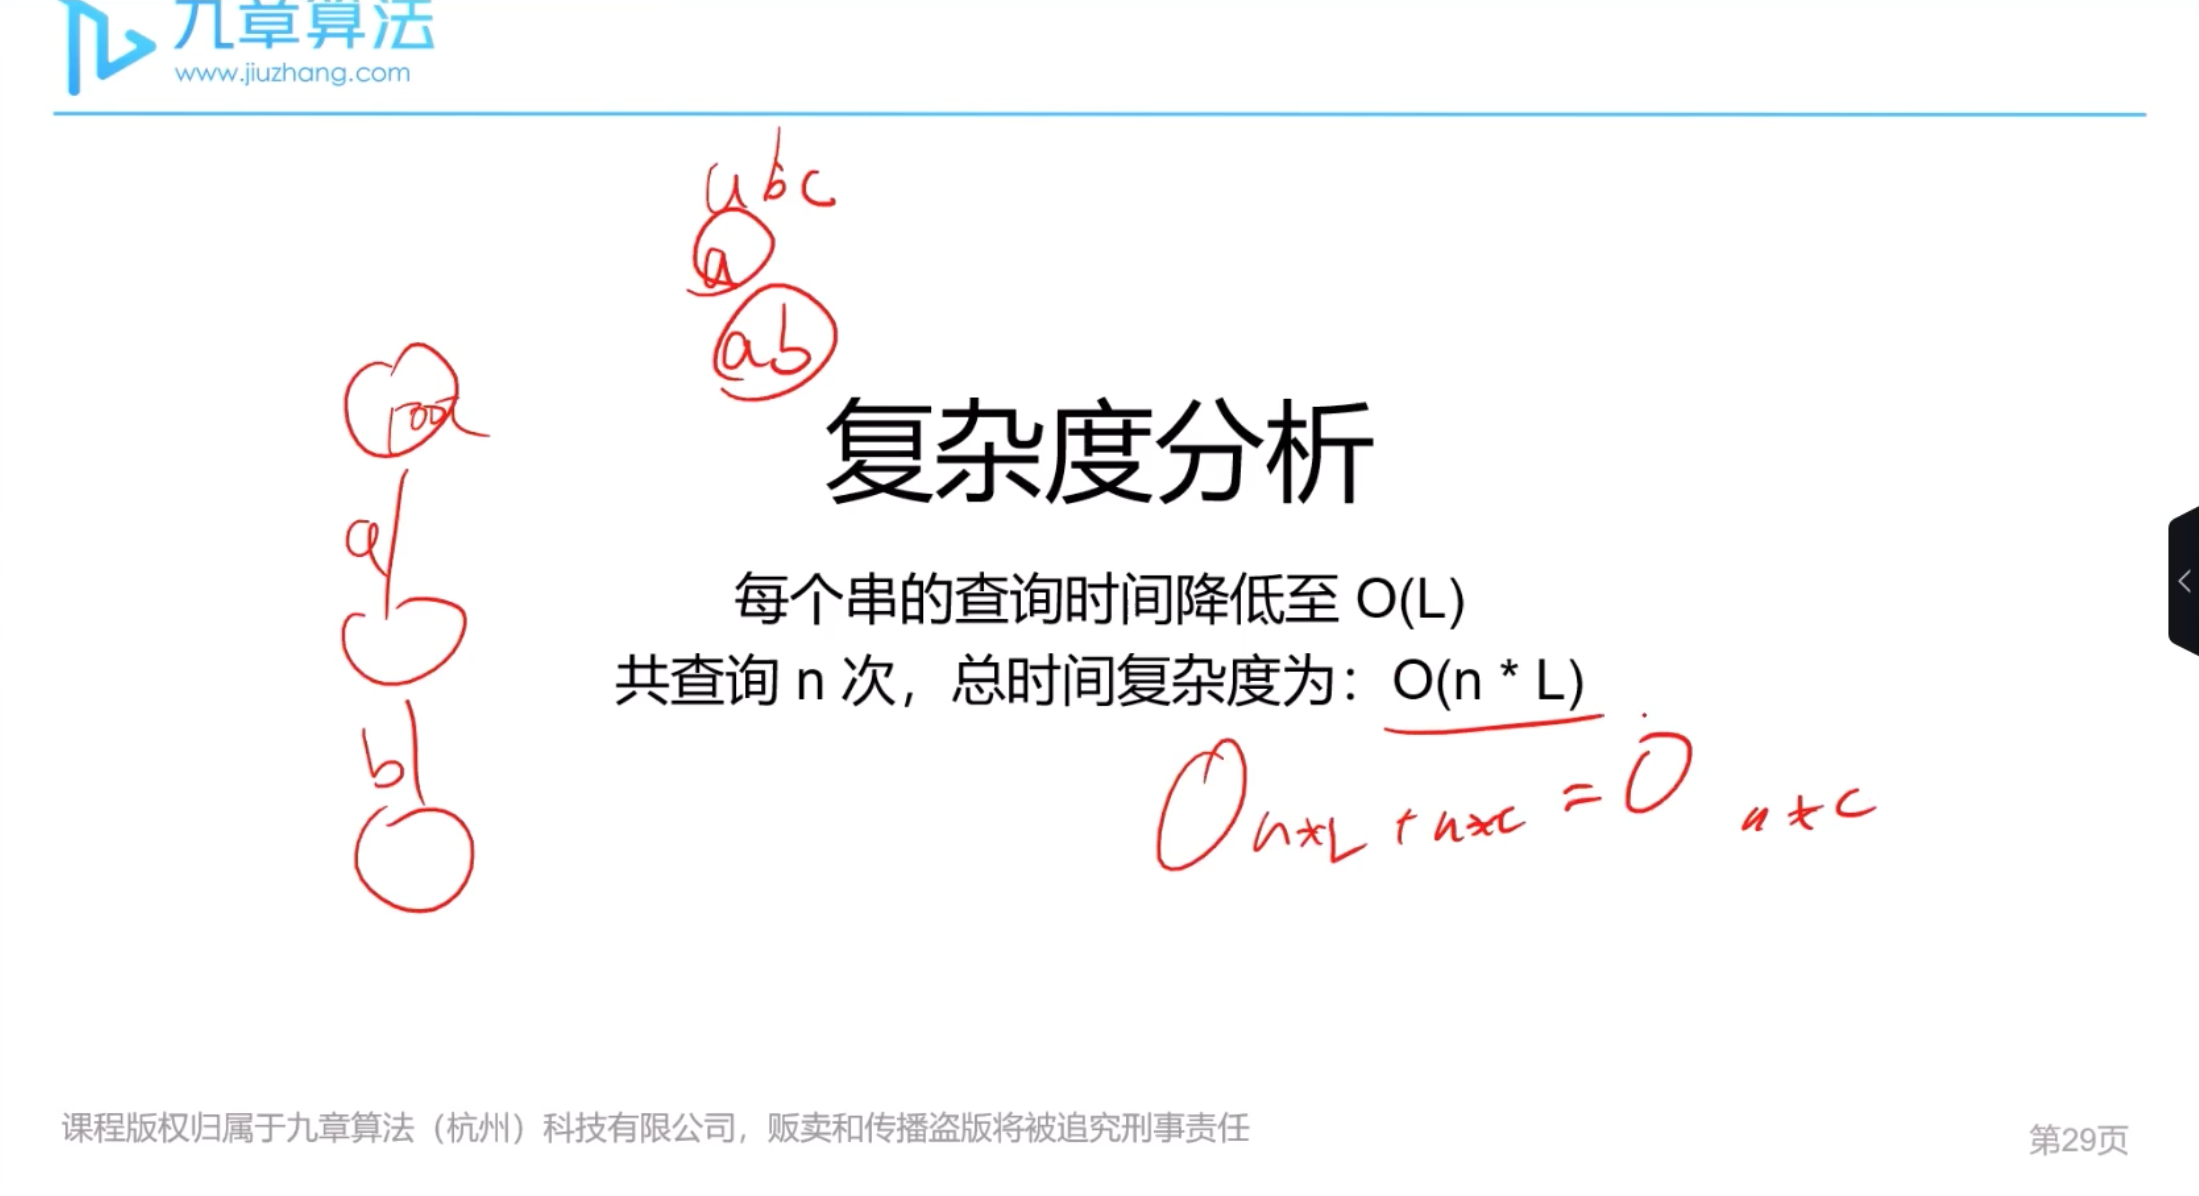 九章算法
www.jiuzhang.com
abc
a
ab
root
a
b
复杂度分析
每个串的查询时间降低至 O(L)
共查询 n 次，总时间复杂度为：O(n * L)
O n*L + n*L = O n*L
课程版权归属于九章算法（杭州）科技有限公司，贩卖和传播盗版将被追究刑事责任
第29页